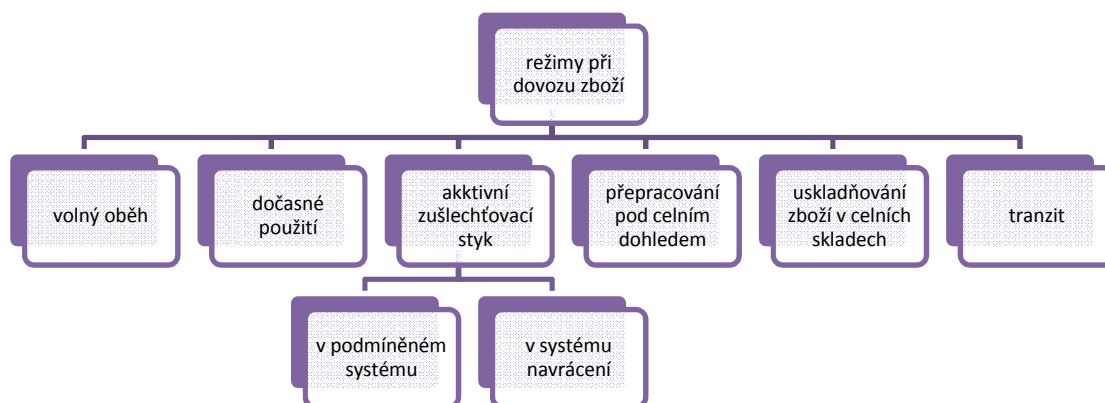 režimy při
dovozu zboží
volný oběh
dočasné
použití
akktivní
zušlechťovací
styk
přepracování
pod celním
dohledem
uskladňování
zboží v celních
skladech
tranzit
v podmíněném
systému
v systému
navrácení